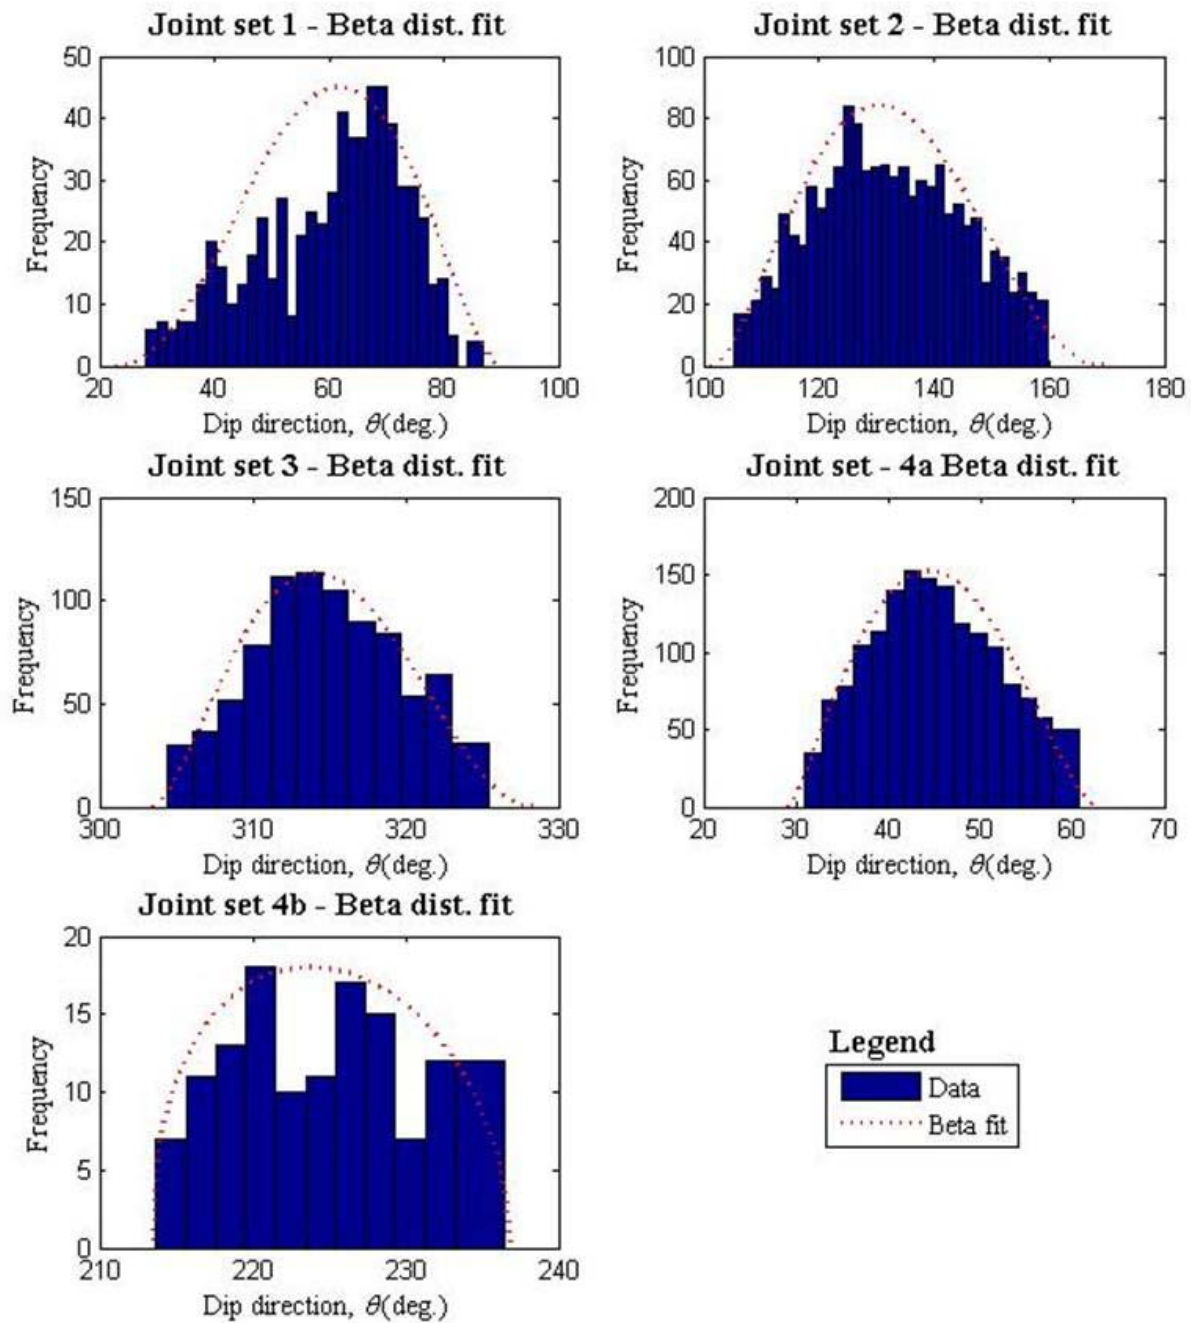 Joint set 1 - Beta dist. fit
50
40
30
20
10
0
Frequency
20 40 60 80 100
Dip direction, θ(deg.)
Joint set 2 - Beta dist. fit
100
80
60
40
20
0
Frequency
100 120 140 160 180
Dip direction, θ(deg.)
Joint set 3 - Beta dist. fit
150
100
50
0
Frequency
300 310 320 330
Dip direction, θ(deg.)
Joint set - 4a Beta dist. fit
200
150
100
50
0
Frequency
20 30 40 50 60 70
Dip direction, θ(deg.)
Joint set 4b - Beta dist. fit
20
15
10
5
0
Frequency
210 220 230 240
Dip direction, θ(deg.)
Legend
Data
Beta fit